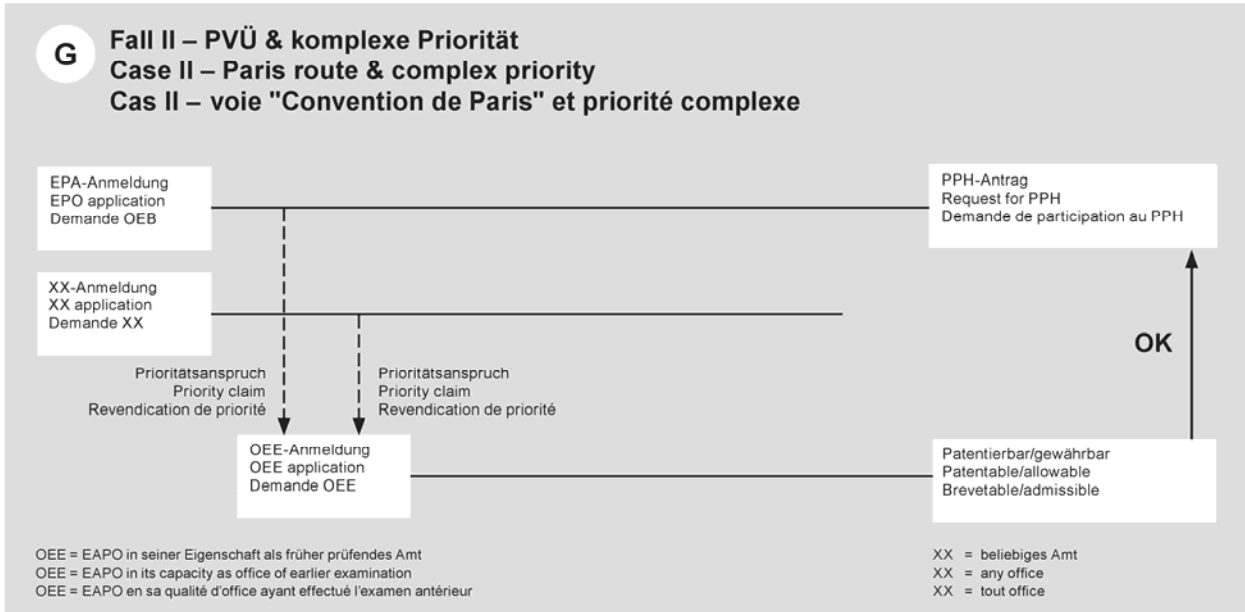 G
Fall II – PVÜ & komplexe Priorität
Case II – Paris route & complex priority
Cas II – voie "Convention de Paris" et priorité complexe
EPA-Anmeldung
EPO application
Demande OEB
PPH-Antrag
Request for PPH
Demande de participation au PPH
XX-Anmeldung
XX application
Demande XX
OK
Prioritätsanspruch
Priority claim
Revendication de priorité
Prioritätsanspruch
Priority claim
Revendication de priorité
OEE-Anmeldung
OEE application
Demande OEE
Patentierbar/gewährbar
Patentable/allowable
Brevetable/admissible
OEE = EAPO in seiner Eigenschaft als früher prüfendes Amt
OEE = EAPO in its capacity as office of earlier examination
OEE = EAPO en sa qualité d'office ayant effectué l'examen antérieur
XX = beliebiges Amt
XX = any office
XX = tout office